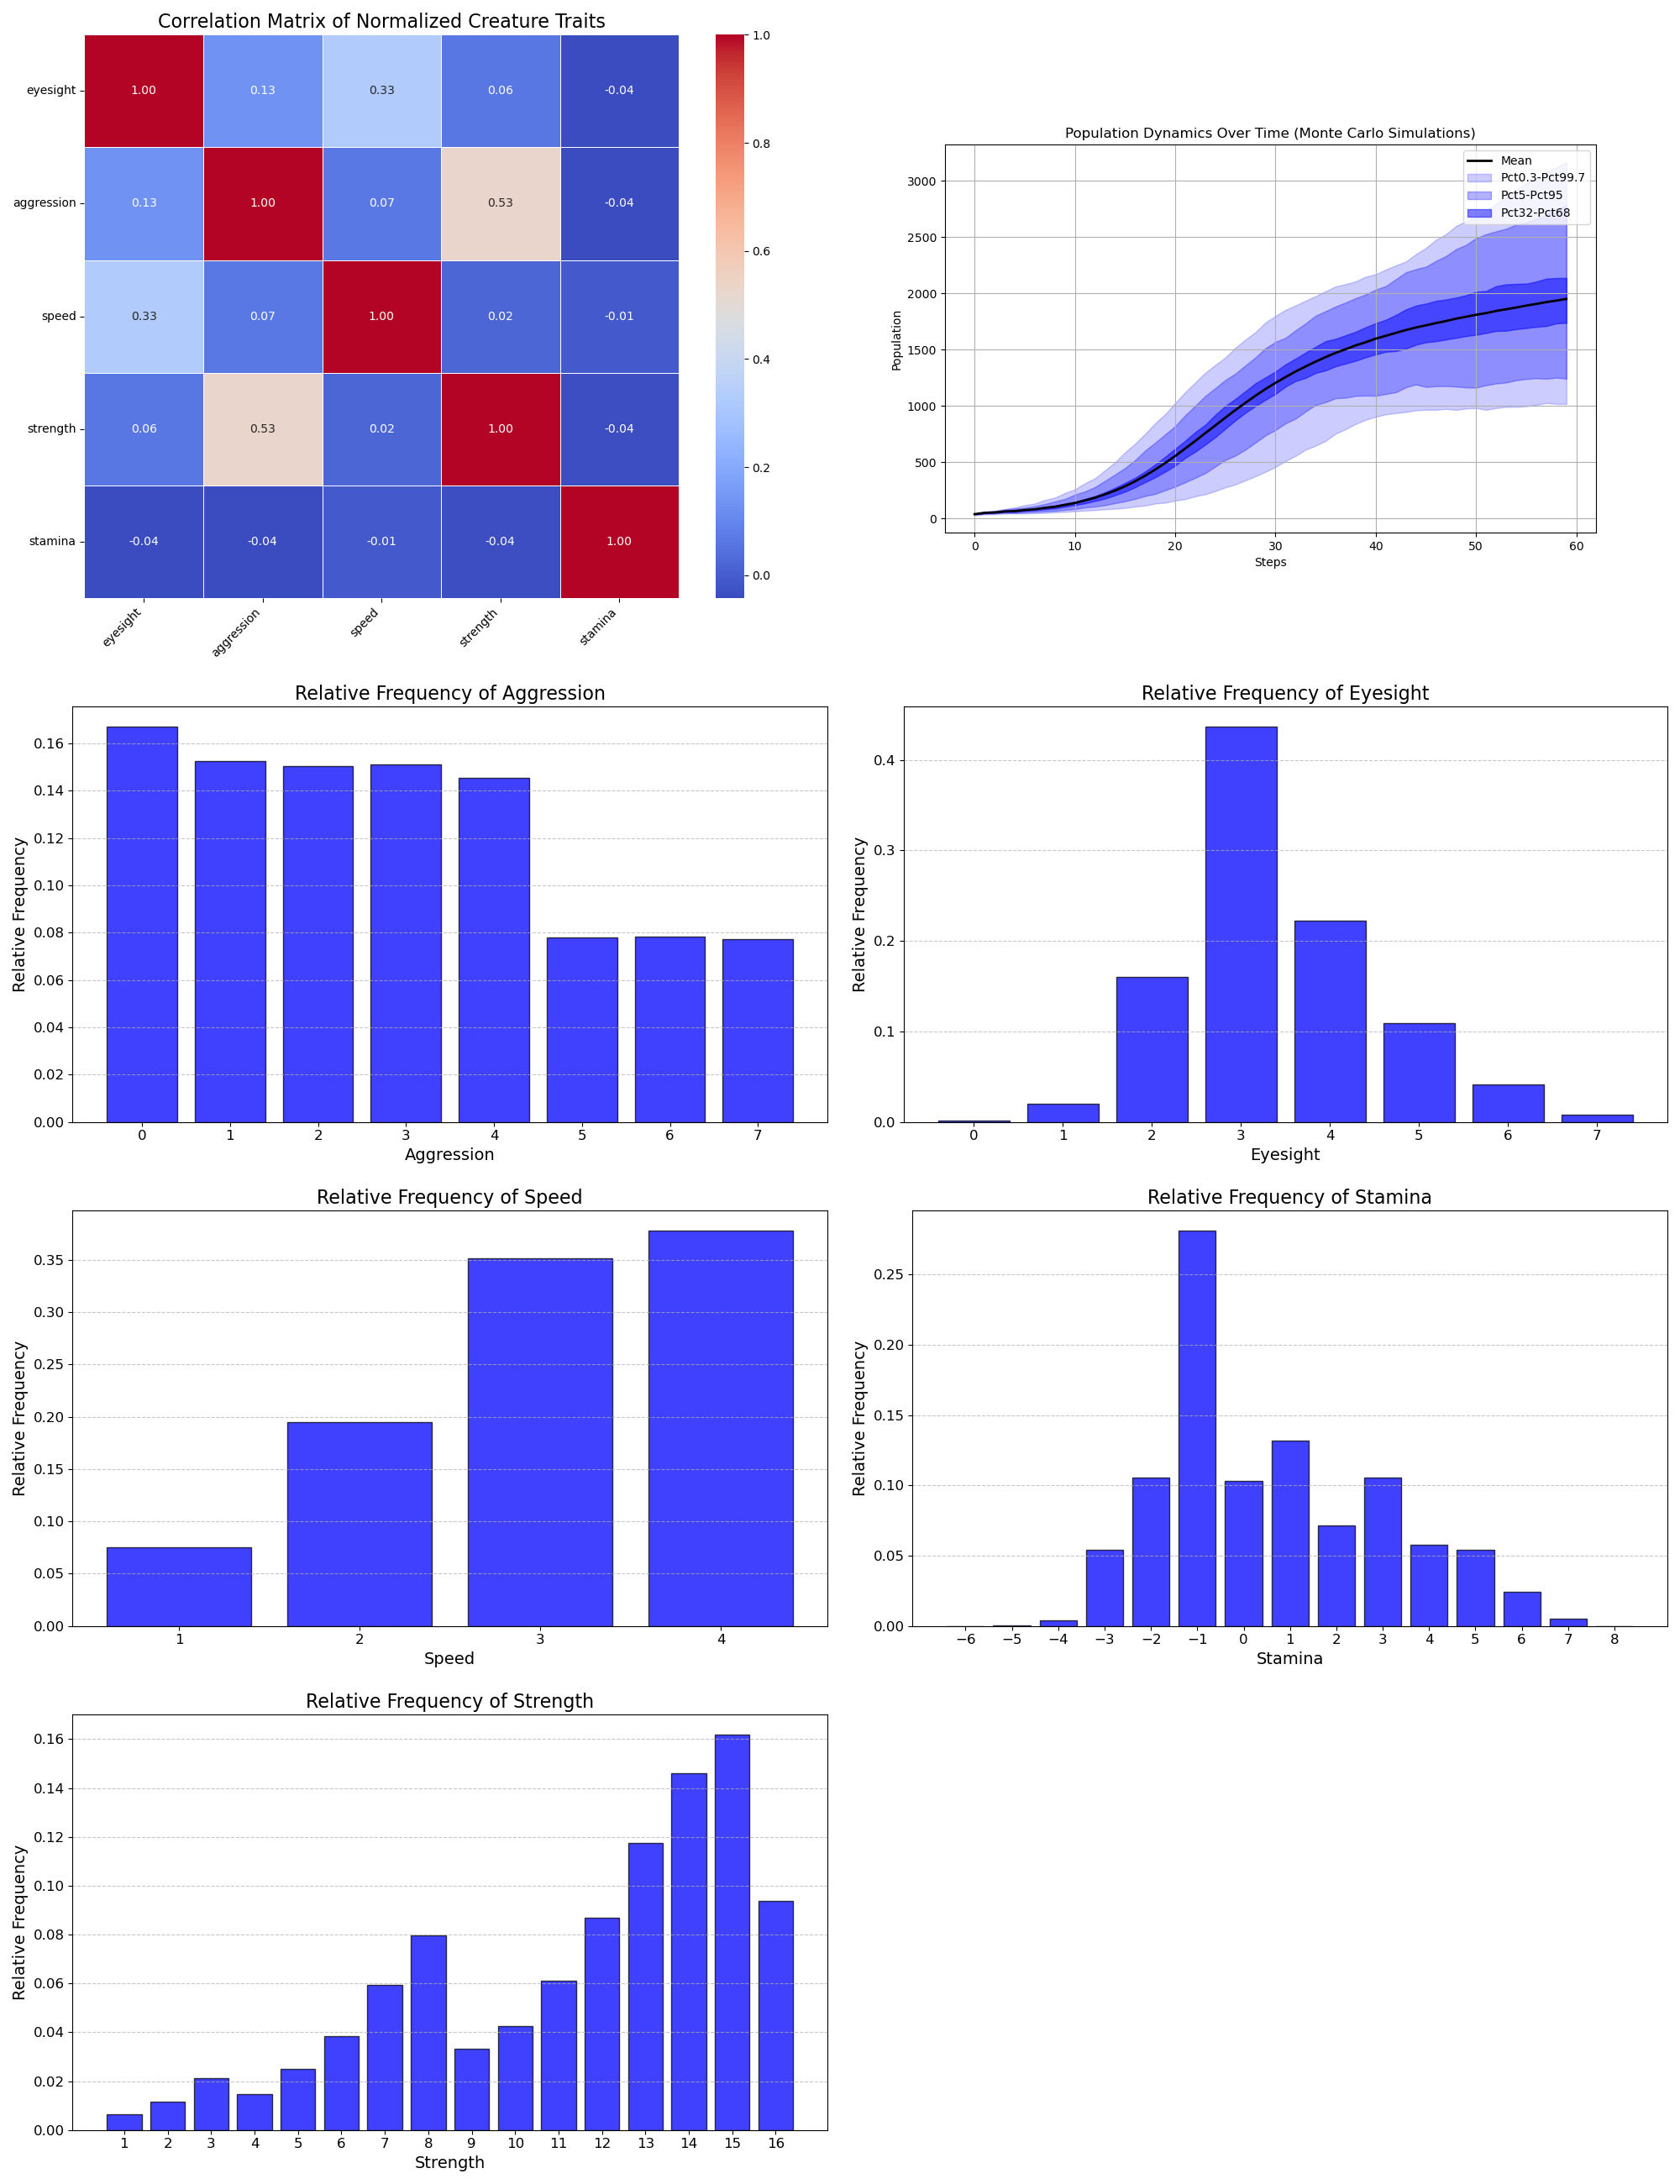 Correlation Matrix of Normalized Creature Traits
eyesight 1.00 0.13 0.33 0.06 -0.04
aggression 0.13 1.00 0.07 0.53 -0.04
speed 0.33 0.07 1.00 0.02 -0.01
strength 0.06 0.53 0.02 1.00 -0.04
stamina -0.04 -0.04 -0.01 -0.04 1.00
eyesight aggression speed strength stamina
1.0
0.8
0.6
0.4
0.2
0.0
Population Dynamics Over Time (Monte Carlo Simulations)
Mean
Pct0.3-Pct99.7
Pct5-Pct95
Pct32-Pct68
Population
3000
2500
2000
1500
1000
500
0
0 10 20 30 40 50 60
Steps
Relative Frequency of Aggression
Relative Frequency
0.16
0.14
0.12
0.10
0.08
0.06
0.04
0.02
0.00
0 1 2 3 4 5 6 7
Aggression
Relative Frequency of Eyesight
Relative Frequency
0.4
0.3
0.2
0.1
0.0
0 1 2 3 4 5 6 7
Eyesight
Relative Frequency of Speed
Relative Frequency
0.35
0.30
0.25
0.20
0.15
0.10
0.05
0.00
1 2 3 4
Speed
Relative Frequency of Stamina
Relative Frequency
0.25
0.20
0.15
0.10
0.05
0.00
−6 −5 −4 −3 −2 −1 0 1 2 3 4 5 6 7 8
Stamina
Relative Frequency of Strength
Relative Frequency
0.16
0.14
0.12
0.10
0.08
0.06
0.04
0.02
0.00
1 2 3 4 5 6 7 8 9 10 11 12 13 14 15 16
Strength